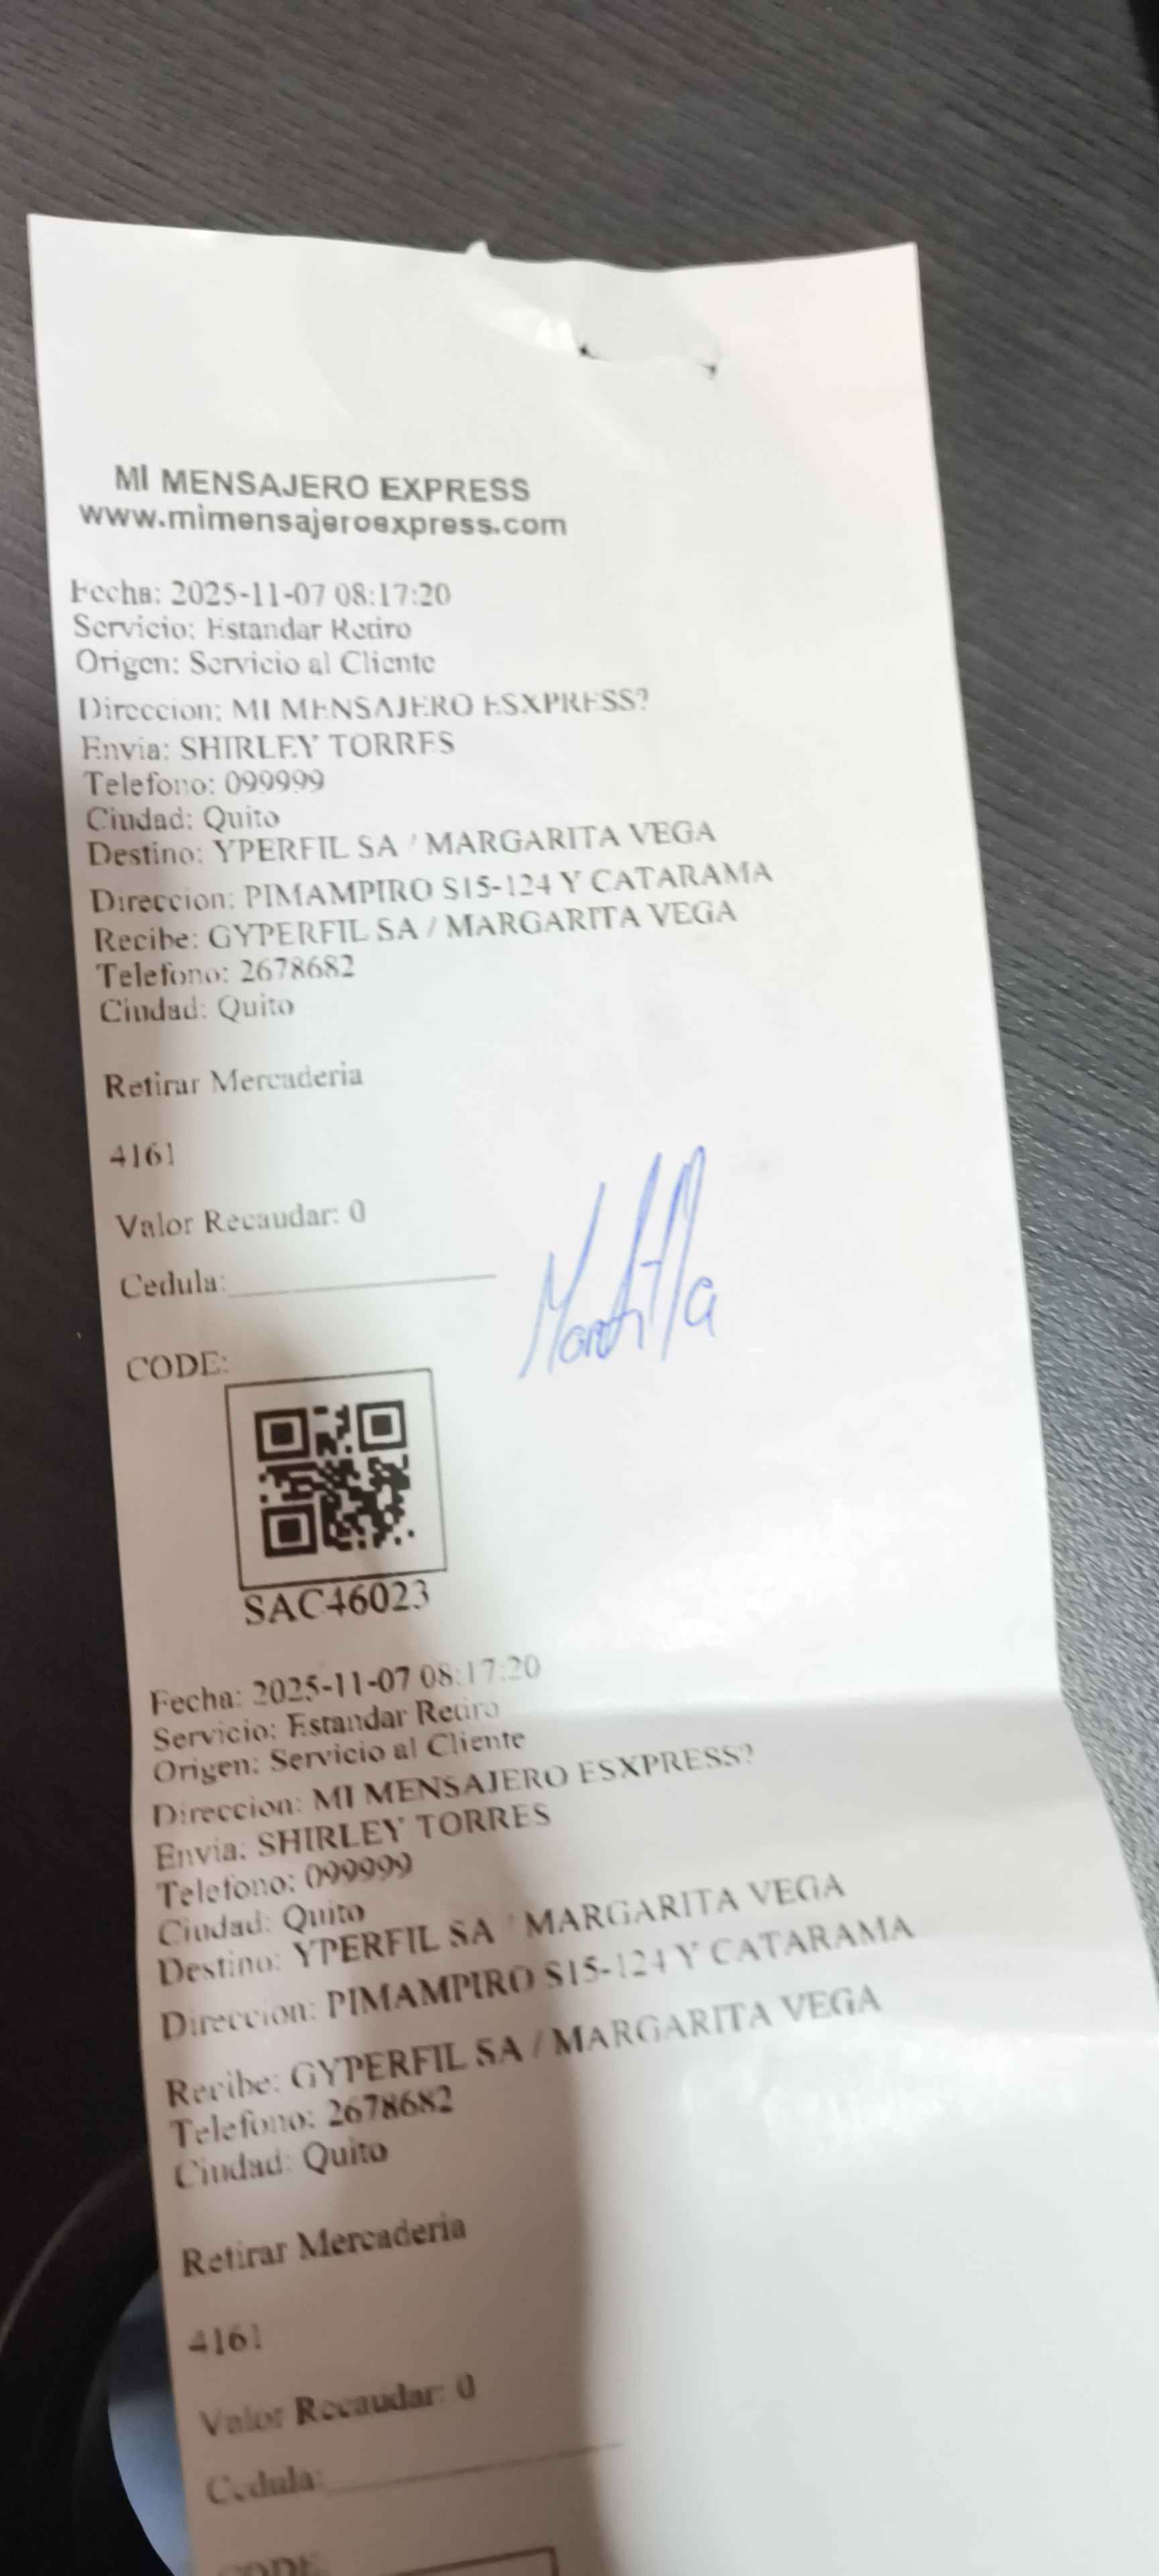 MI MENSAJERO EXPRESS
www.mimensajeroexpress.com
Fecha: 2025-11-07 08:17:20
Servicio: Estandar Retiro
Origen: Servicio al Cliente
Direccion: MI MENSAJERO ESXPRESS?
Envia: SHIRLEY TORRES
Telefono: 099999
Ciudad: Quito
Destino: YPERFIL SA / MARGARITA VEGA
Direccion: PIMAMPIRO S15-124 Y CATARAMA
Recibe: GYPERFIL SA / MARGARITA VEGA
Telefono: 2678682
Ciudad: Quito
Retirar Mercaderia
4161
Valor Recaudar: 0
Cedula:
CODE:
SAC46023
Fecha: 2025-11-07 08:17:20
Servicio: Estandar Retiro
Origen: Servicio al Cliente
Direccion: MI MENSAJERO ESXPRESS?
Envia: SHIRLEY TORRES
Telefono: 099999
Ciudad: Quito
Destino: YPERFIL SA / MARGARITA VEGA
Direccion: PIMAMPIRO S15-124 Y CATARAMA
Recibe: GYPERFIL SA / MARGARITA VEGA
Telefono: 2678682
Ciudad: Quito
Retirar Mercaderia
4161
Valor Recaudar: 0
Cedula:
CODE: